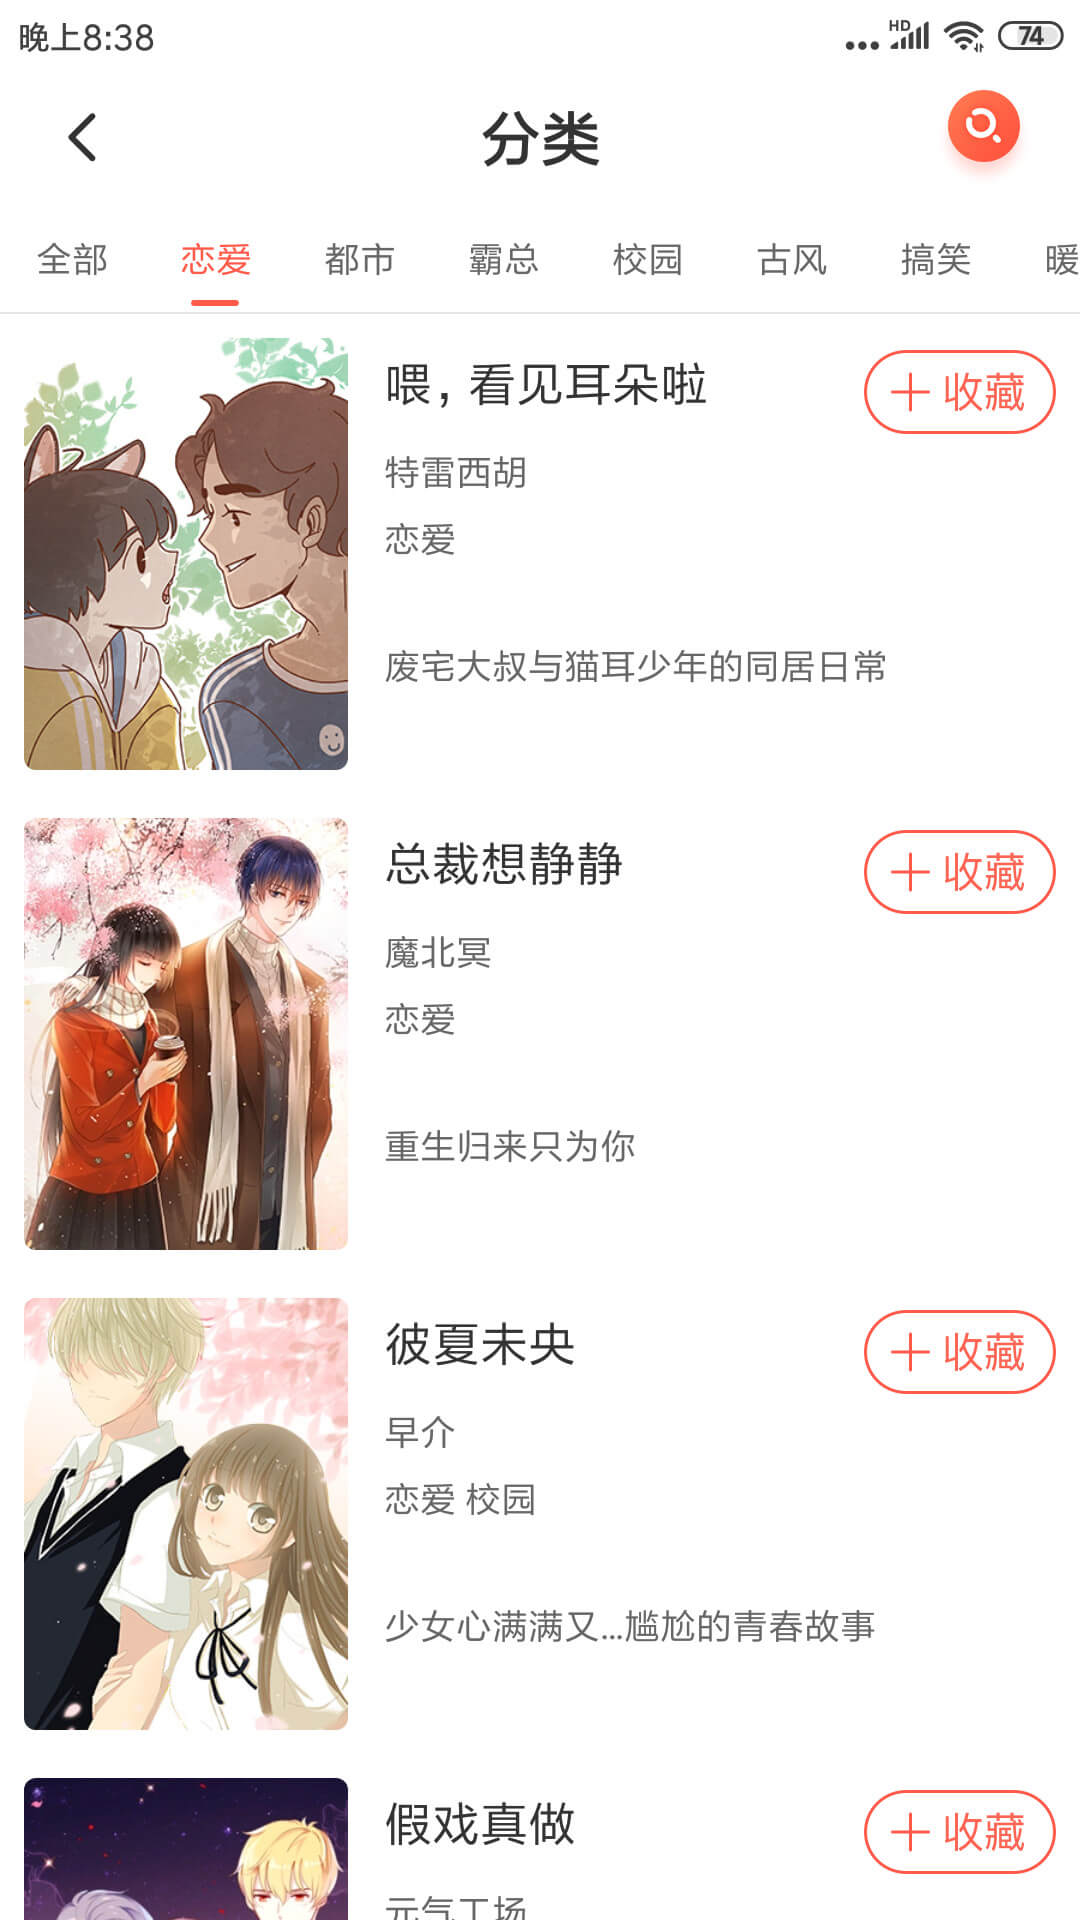 晚上8:38
HD
74
分类
全部 恋爱 都市 霸总 校园 古风 搞笑 暖
喂，看见耳朵啦
+ 收藏
特雷西胡
恋爱
废宅大叔与猫耳少年的同居日常
总裁想静静
+ 收藏
魔北冥
恋爱
重生归来只为你
彼夏未央
+ 收藏
早介
恋爱 校园
少女心满满又...尴尬的青春故事
假戏真做
+ 收藏
元气工场